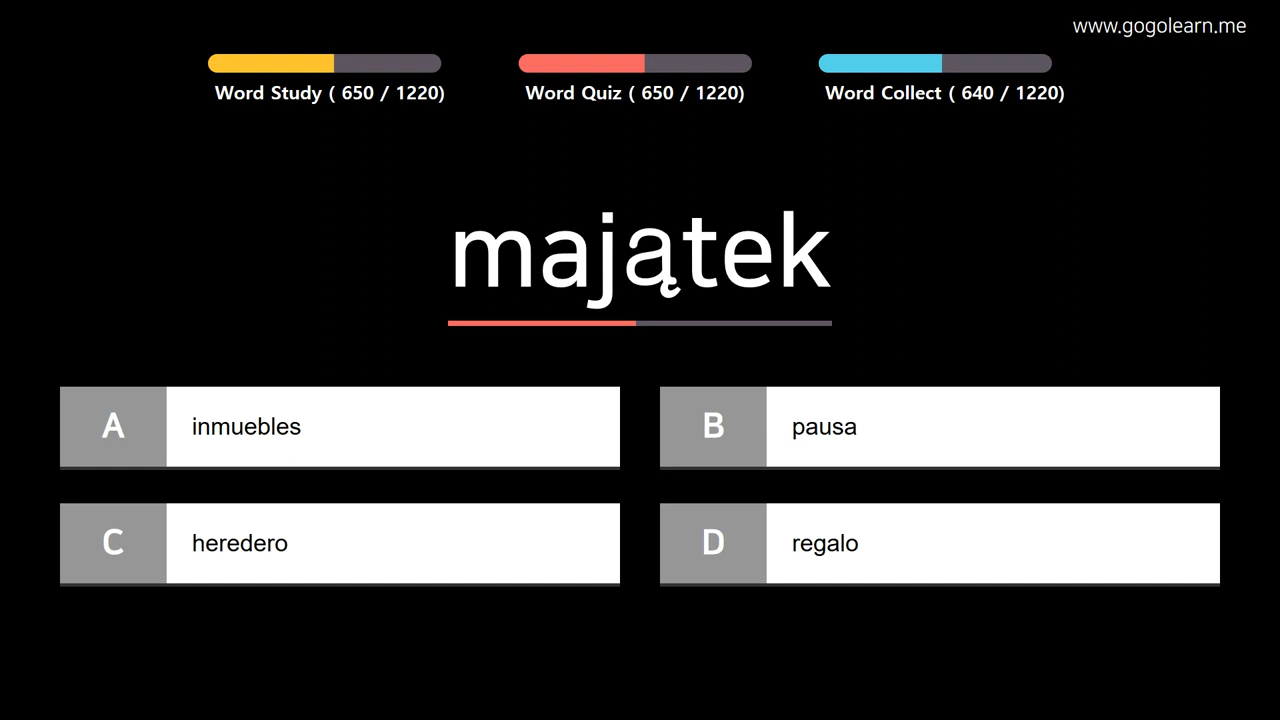 www.gogolearn.me
Word Study ( 650 / 1220)
Word Quiz ( 650 / 1220)
Word Collect ( 640 / 1220)
majątek
A inmuebles
B pausa
C heredero
D regalo